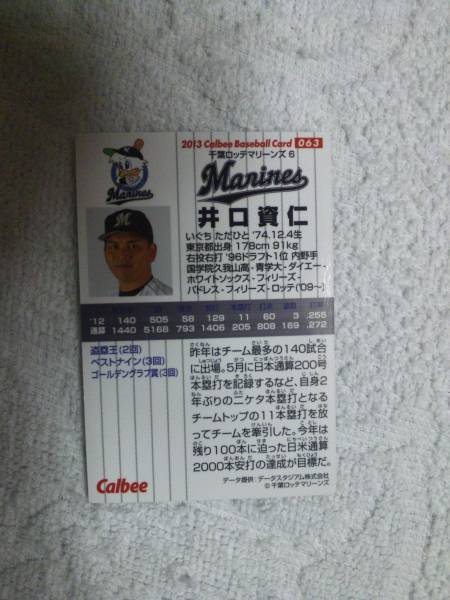 2013 Calbee Baseball Card 063
千葉ロッテマリーンズ 6
Marines
Marines
M
井口資仁
いぐち ただひと '74.12.4生
東京都出身 178cm 91kg
右投右打 '96ドラフト1位 内野手
国学院久我山高-青学大-ダイエー-
ホワイトソックス-フィリーズ-
パドレス-フィリーズ-ロッテ('09~)
'12 140 505 58 129 11 60 3 .255
通算 1440 5168 793 1406 205 808 169 .272
盗塁王(2回)
ベストナイン(3回)
ゴールデングラブ賞(3回)
昨年はチーム最多の140試合
に出場。5月に日本通算200号
本塁打を記録するなど、自身2
年ぶりの二ケタ本塁打となる
チームトップの11本塁打を放
ってチームを牽引した。今年は
残り100本に迫った日米通算
2000本安打の達成が目標だ。
データ提供:データスタジアム株式会社
© 千葉ロッテマリーンズ
Calbee